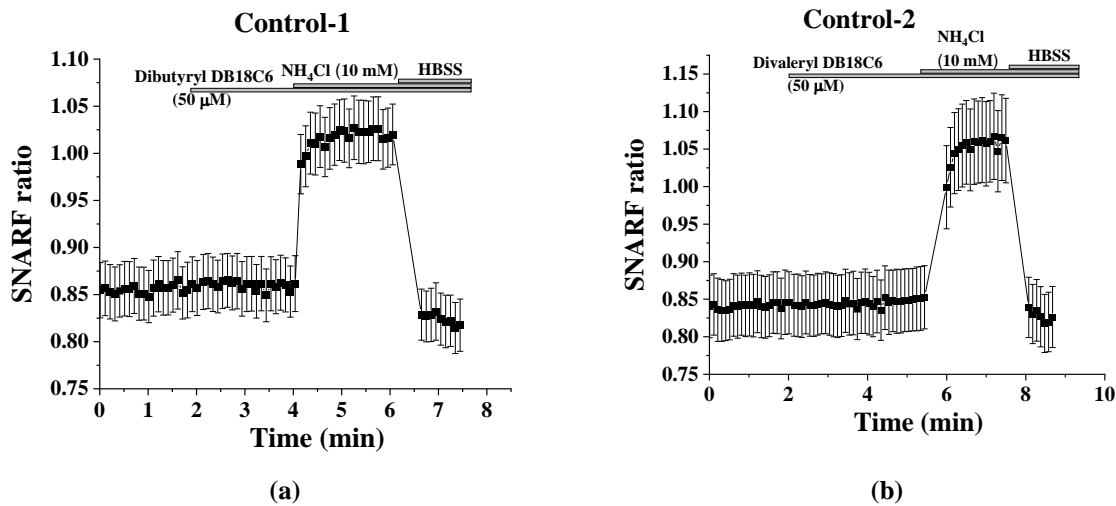 Control-1
Dibutyryl DB18C6
(50 µM)
NH4Cl (10 mM)
HBSS
1.10
1.05
1.00
0.95
0.90
0.85
0.80
0.75
SNARF ratio
0 1 2 3 4 5 6 7 8
Time (min)
(a)
Control-2
Divaleryl DB18C6
(50 µM)
NH4Cl
(10 mM)
HBSS
1.15
1.10
1.05
1.00
0.95
0.90
0.85
0.80
0.75
SNARF ratio
0 2 4 6 8 10
Time (min)
(b)